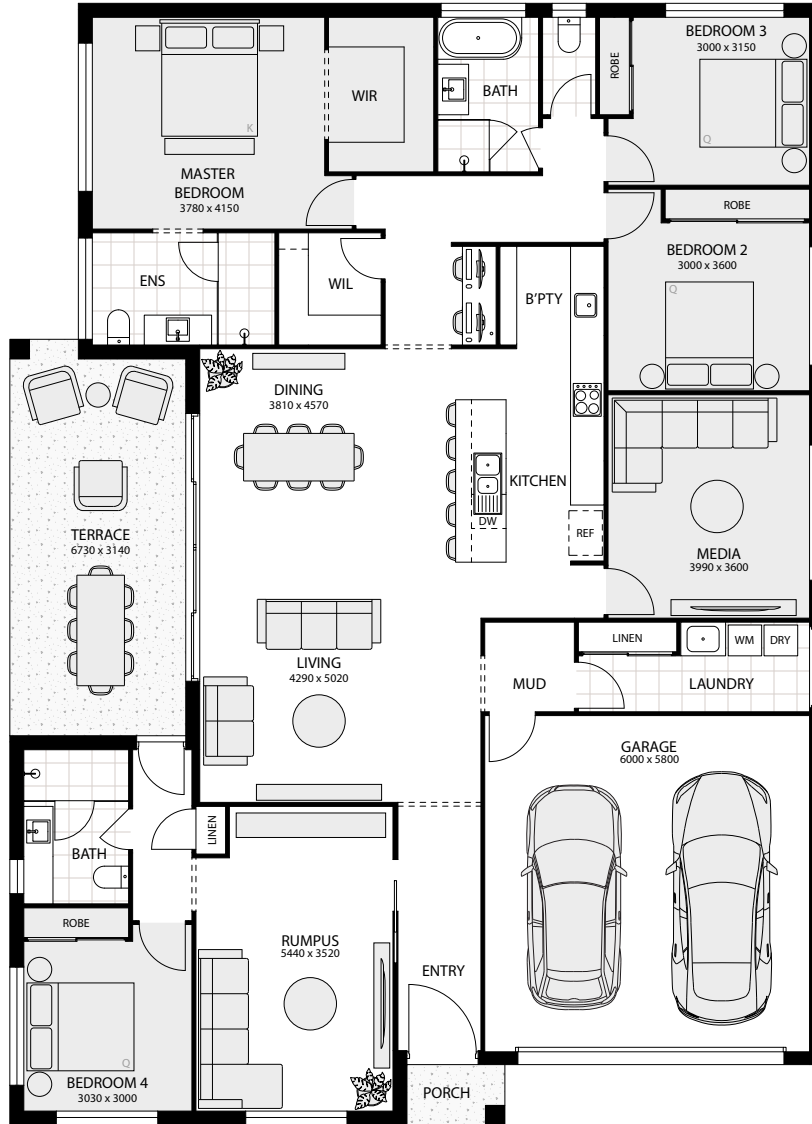 BEDROOM 3
3000 x 3150
ROBE
BATH
WIR
K
Q
MASTER
BEDROOM
3780 x 4150
ROBE
BEDROOM 2
3000 x 3600
Q
ENS
WIL
B'PTY
DINING
3810 x 4570
KITCHEN
DW
REF
TERRACE
6730 x 3140
MEDIA
3990 x 3600
LIVING
4290 x 5020
MUD
LINEN
WM
DRY
LAUNDRY
GARAGE
6000 x 5800
LINEN
BATH
ROBE
RUMPUS
5440 x 3520
ENTRY
Q
BEDROOM 4
3030 x 3000
PORCH